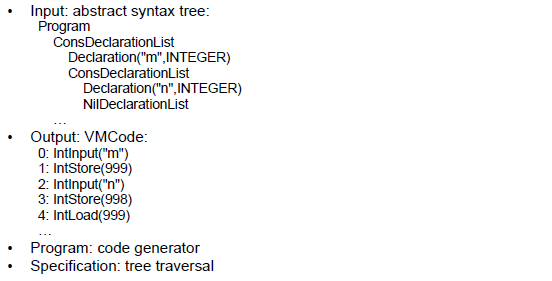 • Input: abstract syntax tree:
Program
ConsDeclarationList
Declaration("m",INTEGER)
ConsDeclarationList
Declaration("n",INTEGER)
NilDeclarationList
…
• Output: VMCode:
0: IntInput("m")
1: IntStore(999)
2: IntInput("n")
3: IntStore(998)
4: IntLoad(999)
…
• Program: code generator
• Specification: tree traversal